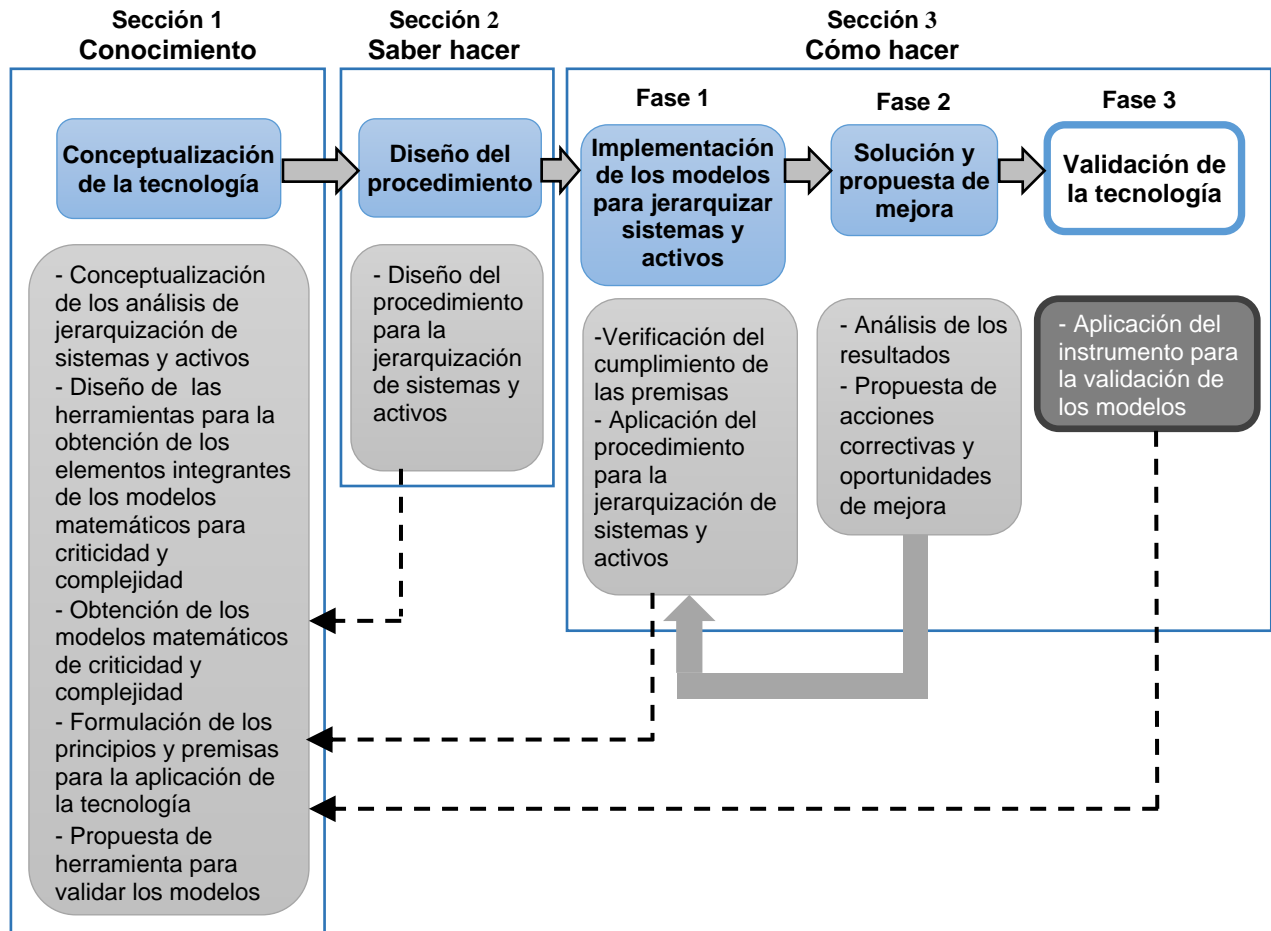 Sección 1
Conocimiento
Conceptualización
de la tecnología
- Conceptualización
de los análisis de
jerarquización de
sistemas y activos
- Diseño de las
herramientas para la
obtención de los
elementos integrantes
de los modelos
matemáticos para
criticidad y
complejidad
- Obtención de los
modelos matemáticos
de criticidad y
complejidad
- Formulación de los
principios y premisas
para la aplicación de
la tecnología
- Propuesta de
herramienta para
validar los modelos
Sección 2
Saber hacer
Diseño del
procedimiento
- Diseño del
procedimiento
para la
jerarquización
de sistemas y
activos
Sección 3
Cómo hacer
Fase 1
Implementación
de los modelos
para jerarquizar
sistemas y
activos
-Verificación del
cumplimiento de
las premisas
- Aplicación del
procedimiento
para la
jerarquización de
sistemas y
activos
Fase 2
Solución y
propuesta de
mejora
- Análisis de los
resultados
- Propuesta de
acciones
correctivas y
oportunidades
de mejora
Fase 3
Validación de
la tecnología
- Aplicación del
instrumento para
la validación de
los modelos